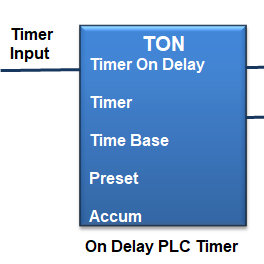 Timer
Input
TON
Timer On Delay
Timer
Time Base
Preset
Accum
On Delay PLC Timer